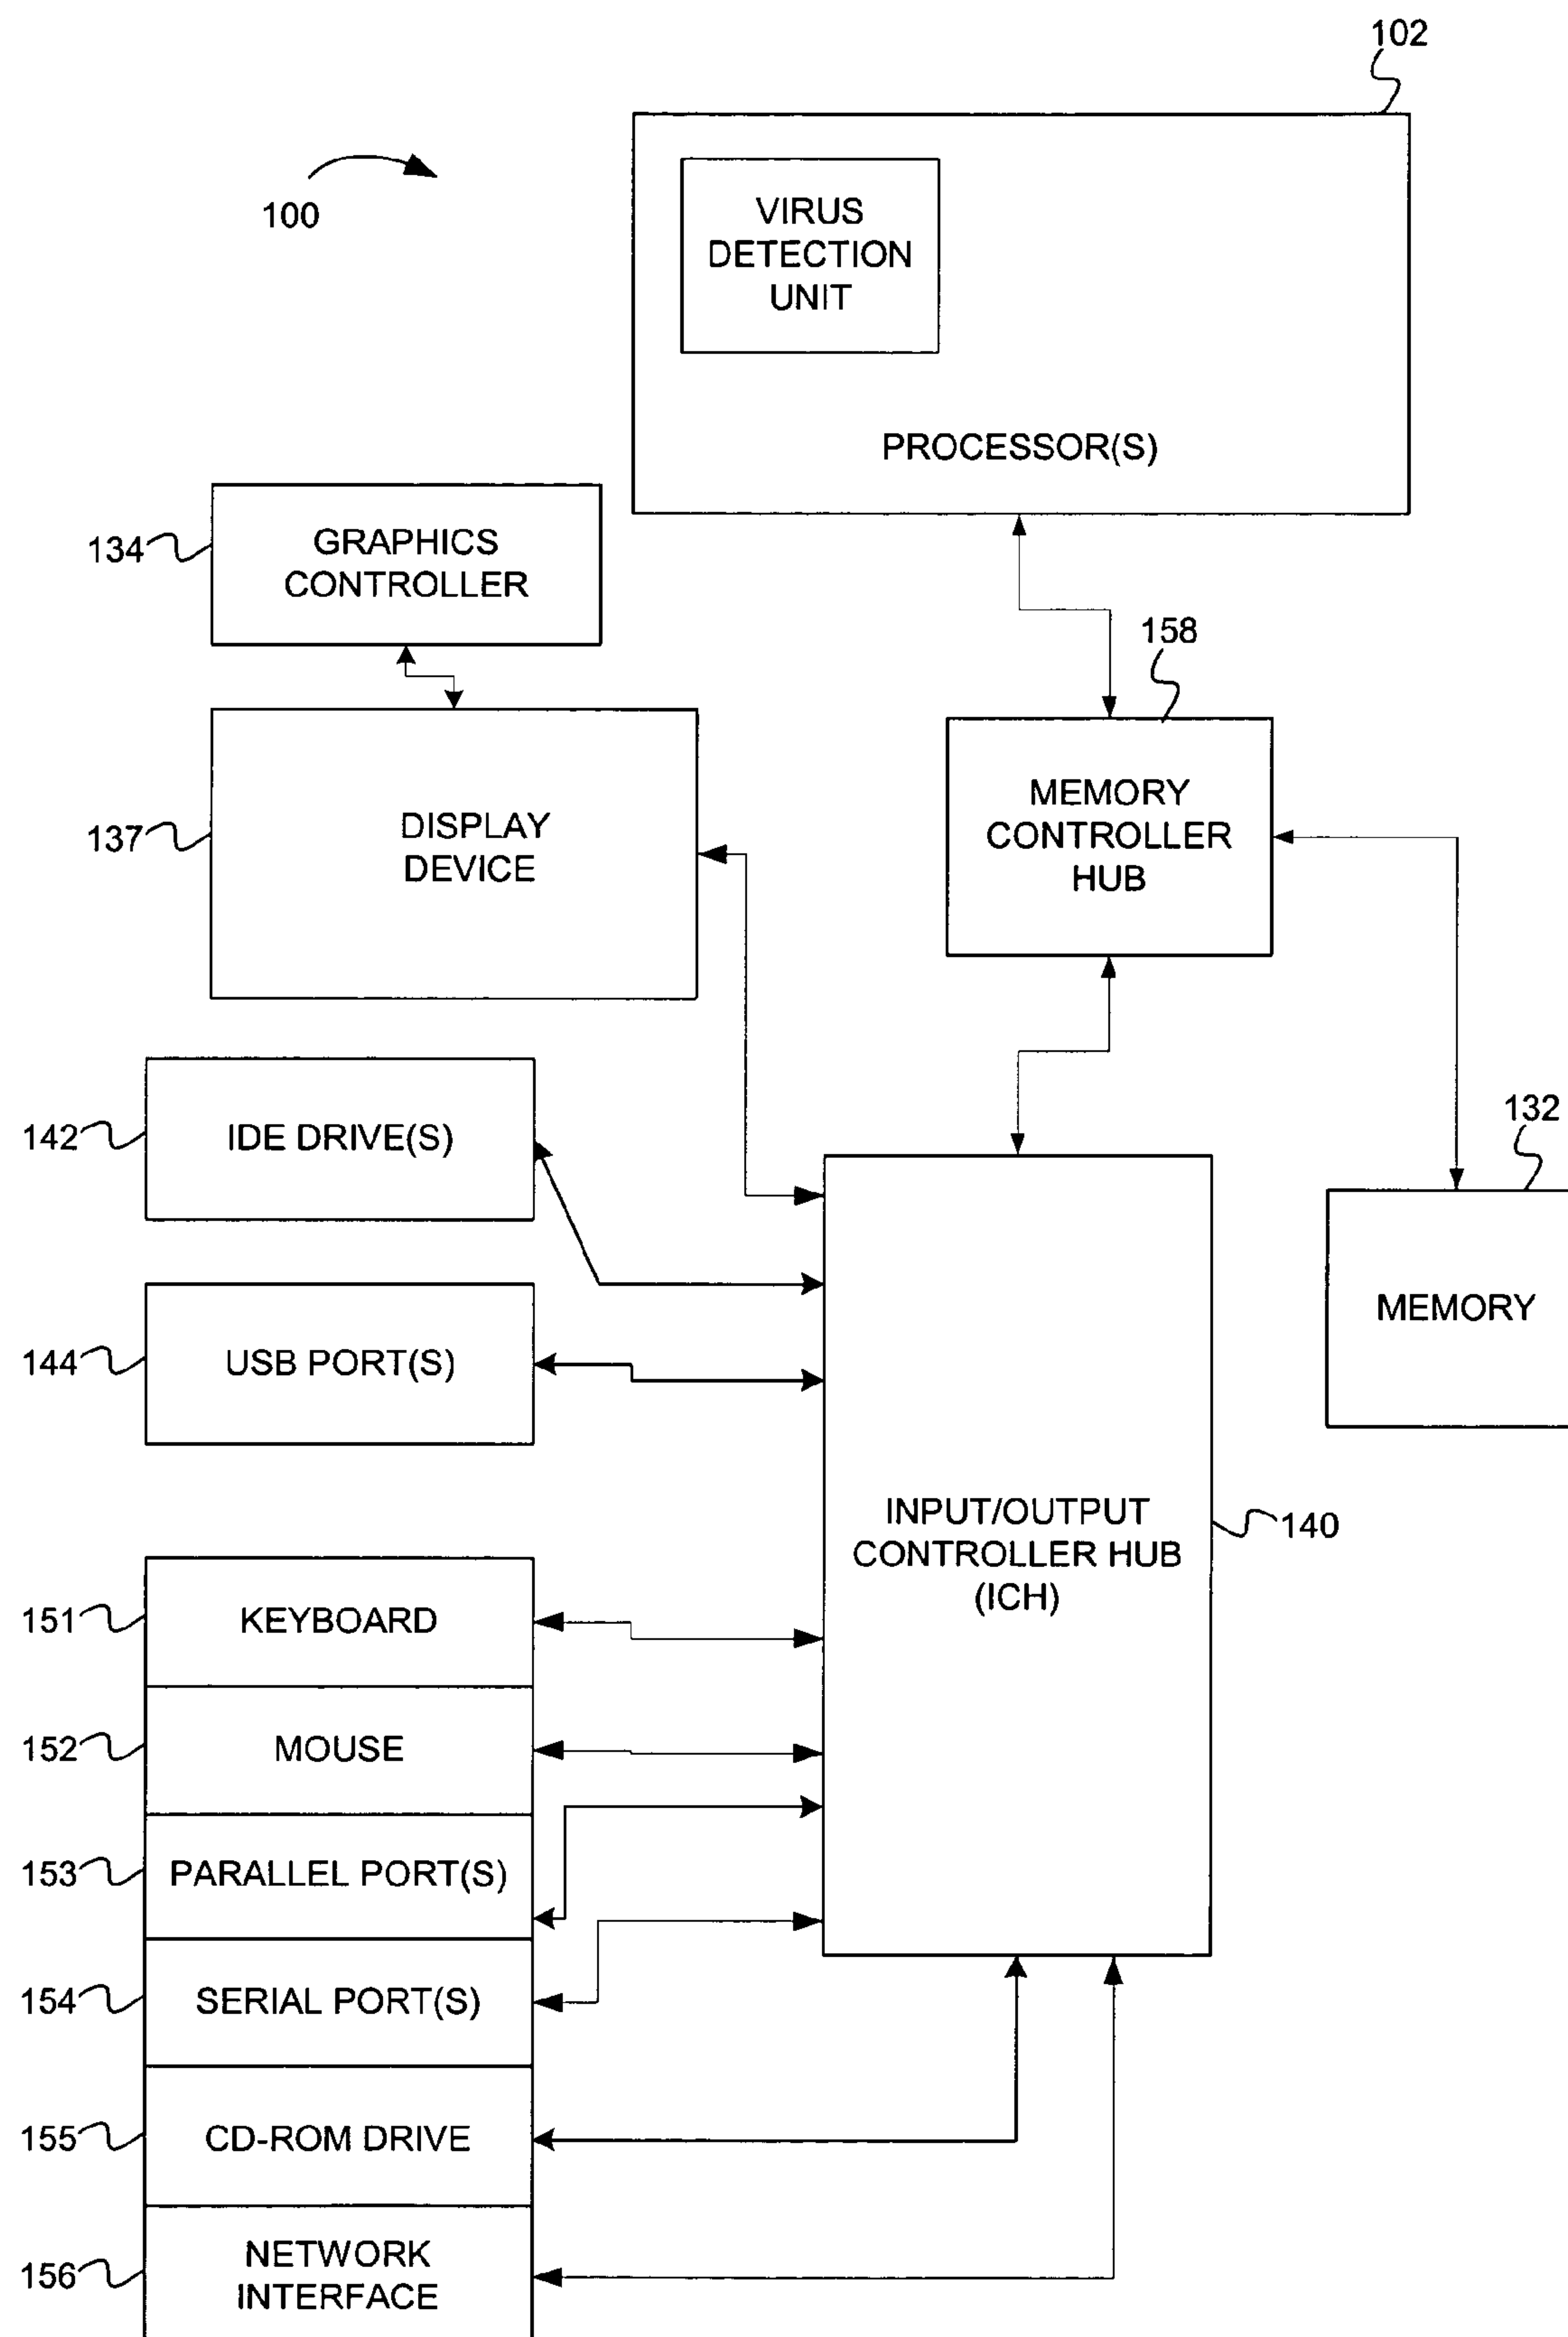 102
100
VIRUS
DETECTION
UNIT
PROCESSOR(S)
134
GRAPHICS
CONTROLLER
158
137
DISPLAY
DEVICE
MEMORY
CONTROLLER
HUB
142
IDE DRIVE(S)
132
MEMORY
144
USB PORT(S)
INPUT/OUTPUT
CONTROLLER HUB
(ICH)
140
151
KEYBOARD
152
MOUSE
153
PARALLEL PORT(S)
154
SERIAL PORT(S)
155
CD-ROM DRIVE
156
NETWORK
INTERFACE